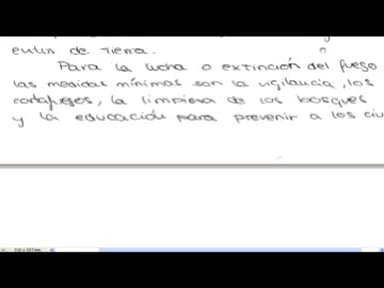 de Tierra.
Para la lucha o extinción del fuego
las medidas mínimas son la vigilancia, los
cortafuegos, la limpieza de los bosques
y la educación para prevenir a los ciu